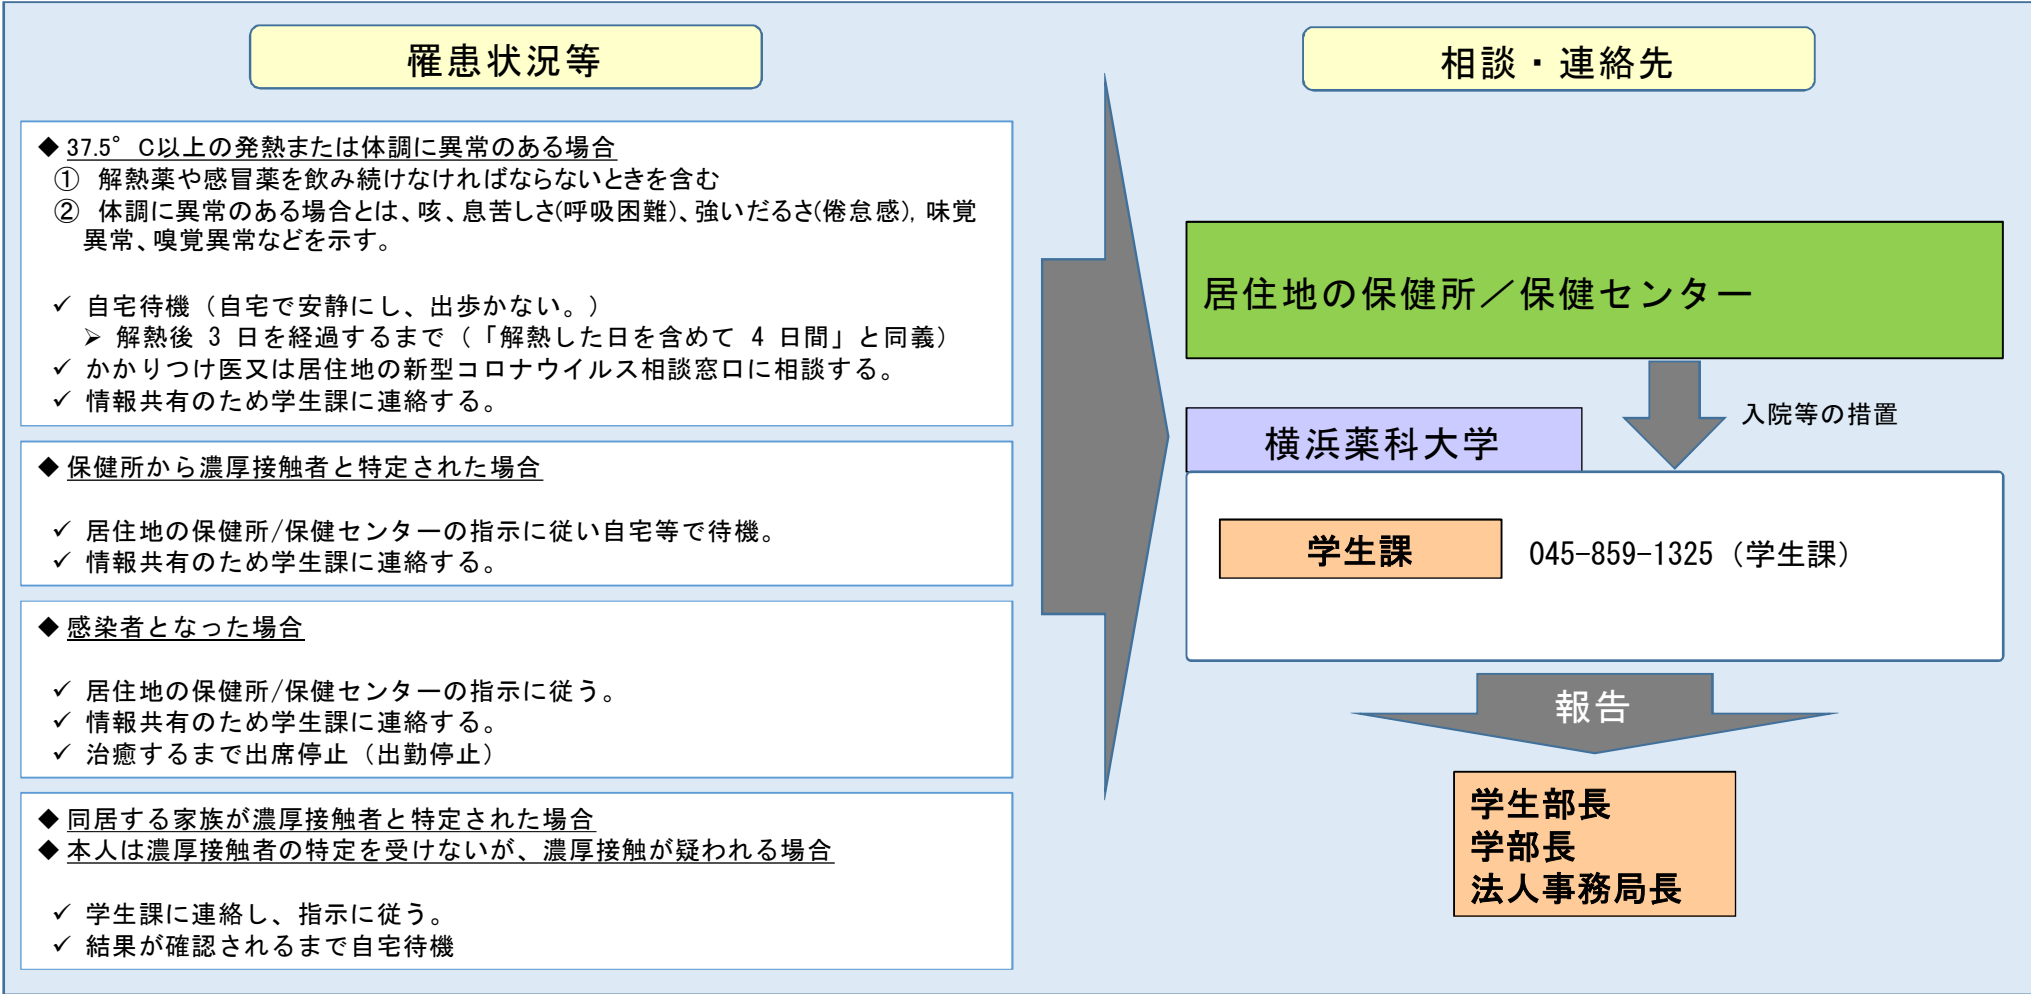 罹患状況等
◆ 37.5°C以上の発熱または体調に異常のある場合
① 解熱薬や感冒薬を飲み続けなければならないときを含む
② 体調に異常のある場合とは、咳、息苦しさ(呼吸困難)、強いだるさ(倦怠感), 味覚
異常、嗅覚異常などを示す。
✓ 自宅待機（自宅で安静にし、出歩かない。）
➢ 解熱後 3 日を経過するまで（「解熱した日を含めて 4 日間」と同義）
✓ かかりつけ医又は居住地の新型コロナウイルス相談窓口に相談する。
✓ 情報共有のため学生課に連絡する。
◆ 保健所から濃厚接触者と特定された場合
✓ 居住地の保健所/保健センターの指示に従い自宅等で待機。
✓ 情報共有のため学生課に連絡する。
◆ 感染者となった場合
✓ 居住地の保健所/保健センターの指示に従う。
✓ 情報共有のため学生課に連絡する。
✓ 治癒するまで出席停止（出勤停止）
◆ 同居する家族が濃厚接触者と特定された場合
◆ 本人は濃厚接触者の特定を受けないが、濃厚接触が疑われる場合
✓ 学生課に連絡し、指示に従う。
✓ 結果が確認されるまで自宅待機
相談・連絡先
居住地の保健所／保健センター
入院等の措置
横浜薬科大学
学生課 045-859-1325（学生課）
報告
学生部長
学部長
法人事務局長